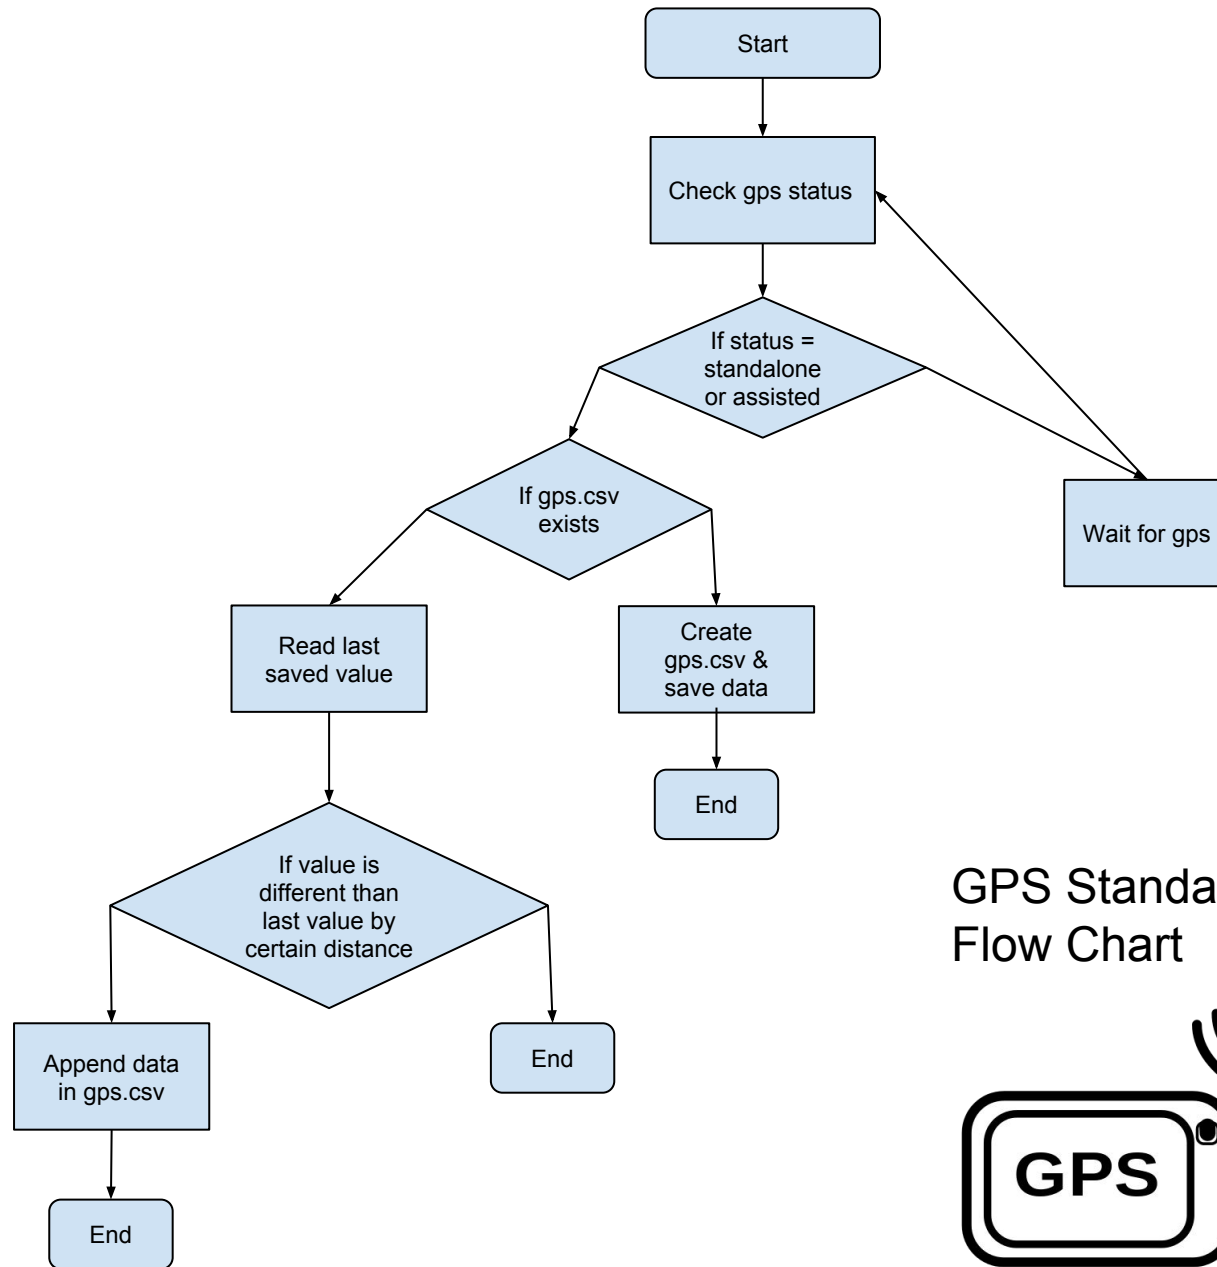 Start
Check gps status
If status =
standalone
or assisted
If gps.csv
exists
Wait for gps
Read last
saved value
Create
gps.csv &
save data
End
If value is
different than
last value by
certain distance
GPS Standa
Flow Chart
Append data
in gps.csv
End
GPS
End